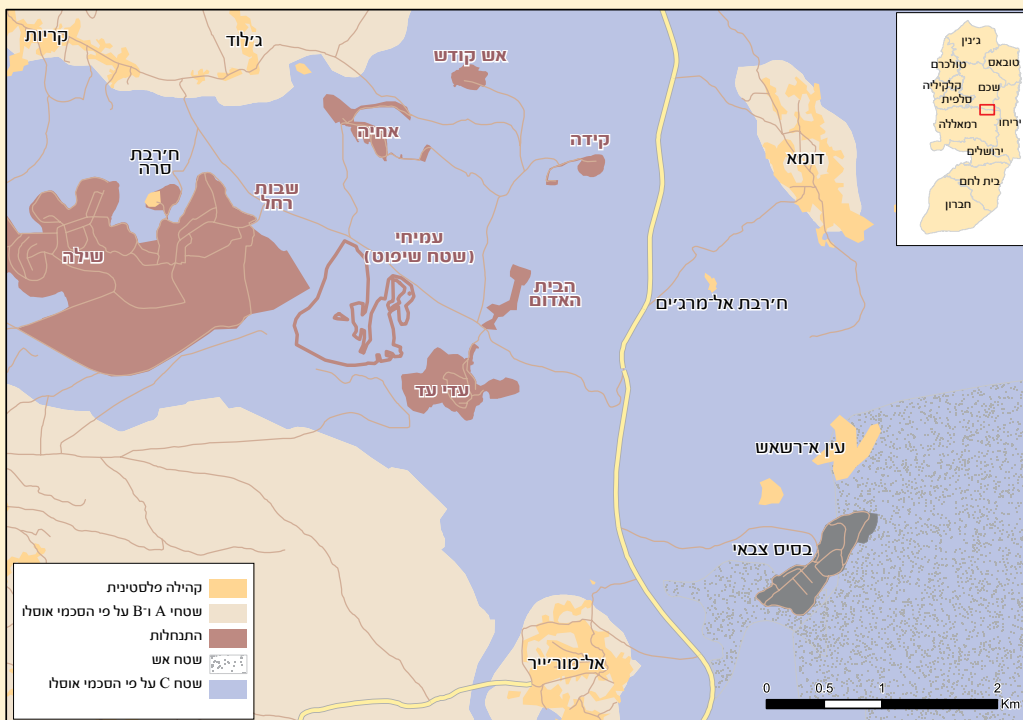 קריות
ג'לוד
אש קודש
אחיה
קידה
דומא
ח'רבת
סרה
שבות
רחל
שילה
עמיחי
(שטח שיפוט)
הבית
האדום
ח'רבת אל־מרג'ים
עדי עד
עין א־רשאש
בסיס צבאי
אל־מור'ייר
ג'נין
טובאס
טולכרם
שכם
קלקיליה
סלפית
רמאללה
יריחו
ירושלים
בית לחם
חברון
קהילה פלסטינית
שטחי A ו־B על פי הסכמי אוסלו
התנחלות
שטח אש
שטח C על פי הסכמי אוסלו
0 0.5 1 2
Km